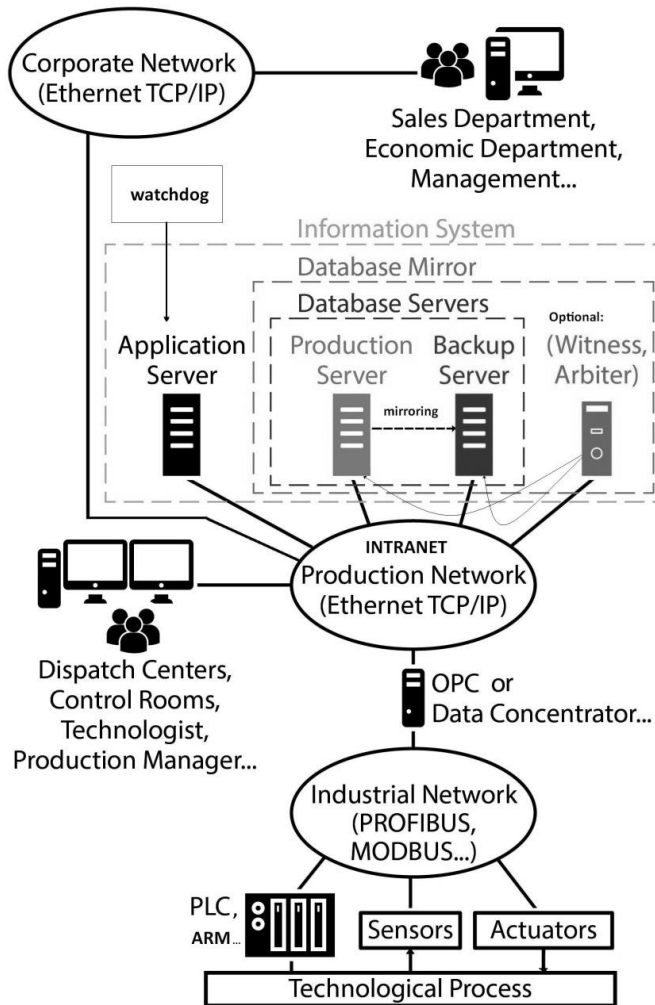 Corporate Network
(Ethernet TCP/IP)
Sales Department,
Economic Department,
Management...
watchdog
Information System
Database Mirror
Database Servers
Optional:
Application
Server
Production
Server
Backup
Server
(Witness,
Arbiter)
mirroring
INTRANET
Production Network
(Ethernet TCP/IP)
Dispatch Centers,
Control Rooms,
Technologist,
Production Manager...
OPC or
Data Concentrator...
Industrial Network
(PROFIBUS,
MODBUS...)
PLC,
ARM...
Sensors
Actuators
Technological Process